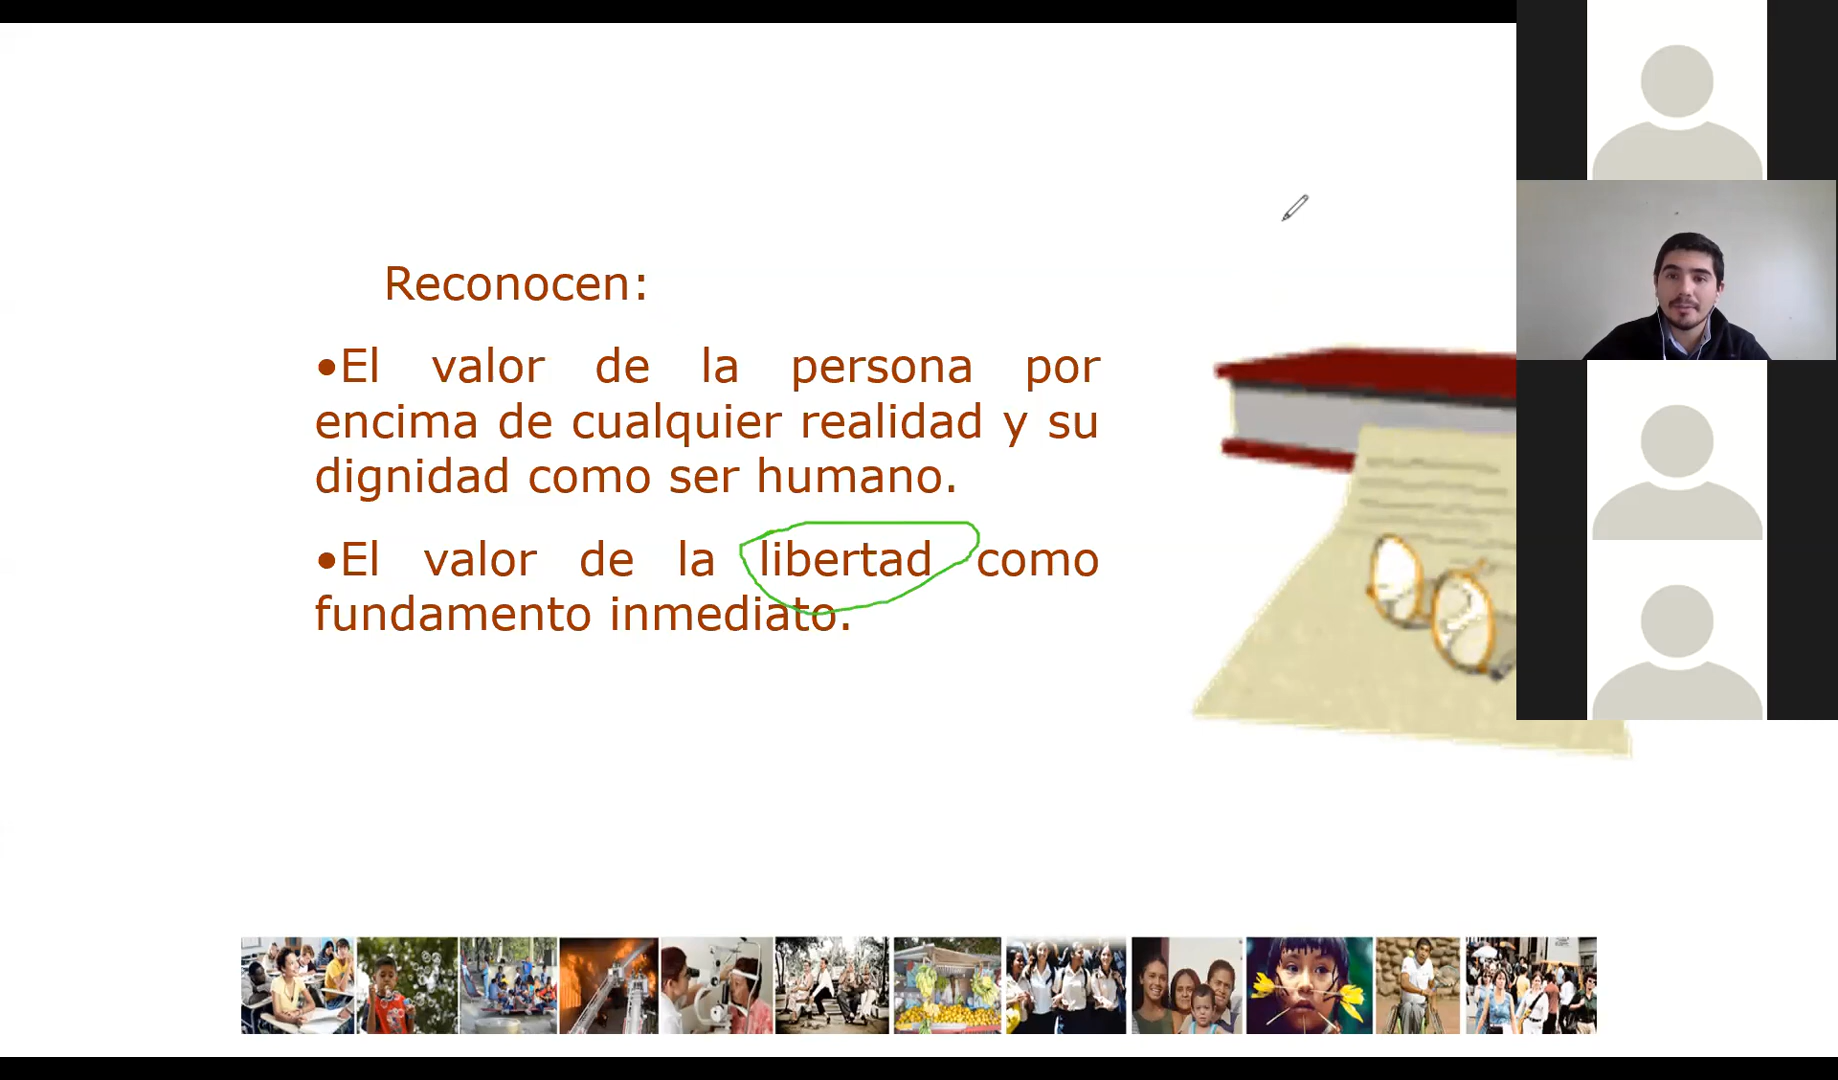 Reconocen:
•El valor de la persona por
encima de cualquier realidad y su
dignidad como ser humano.
•El valor de la libertad como
fundamento inmediato.